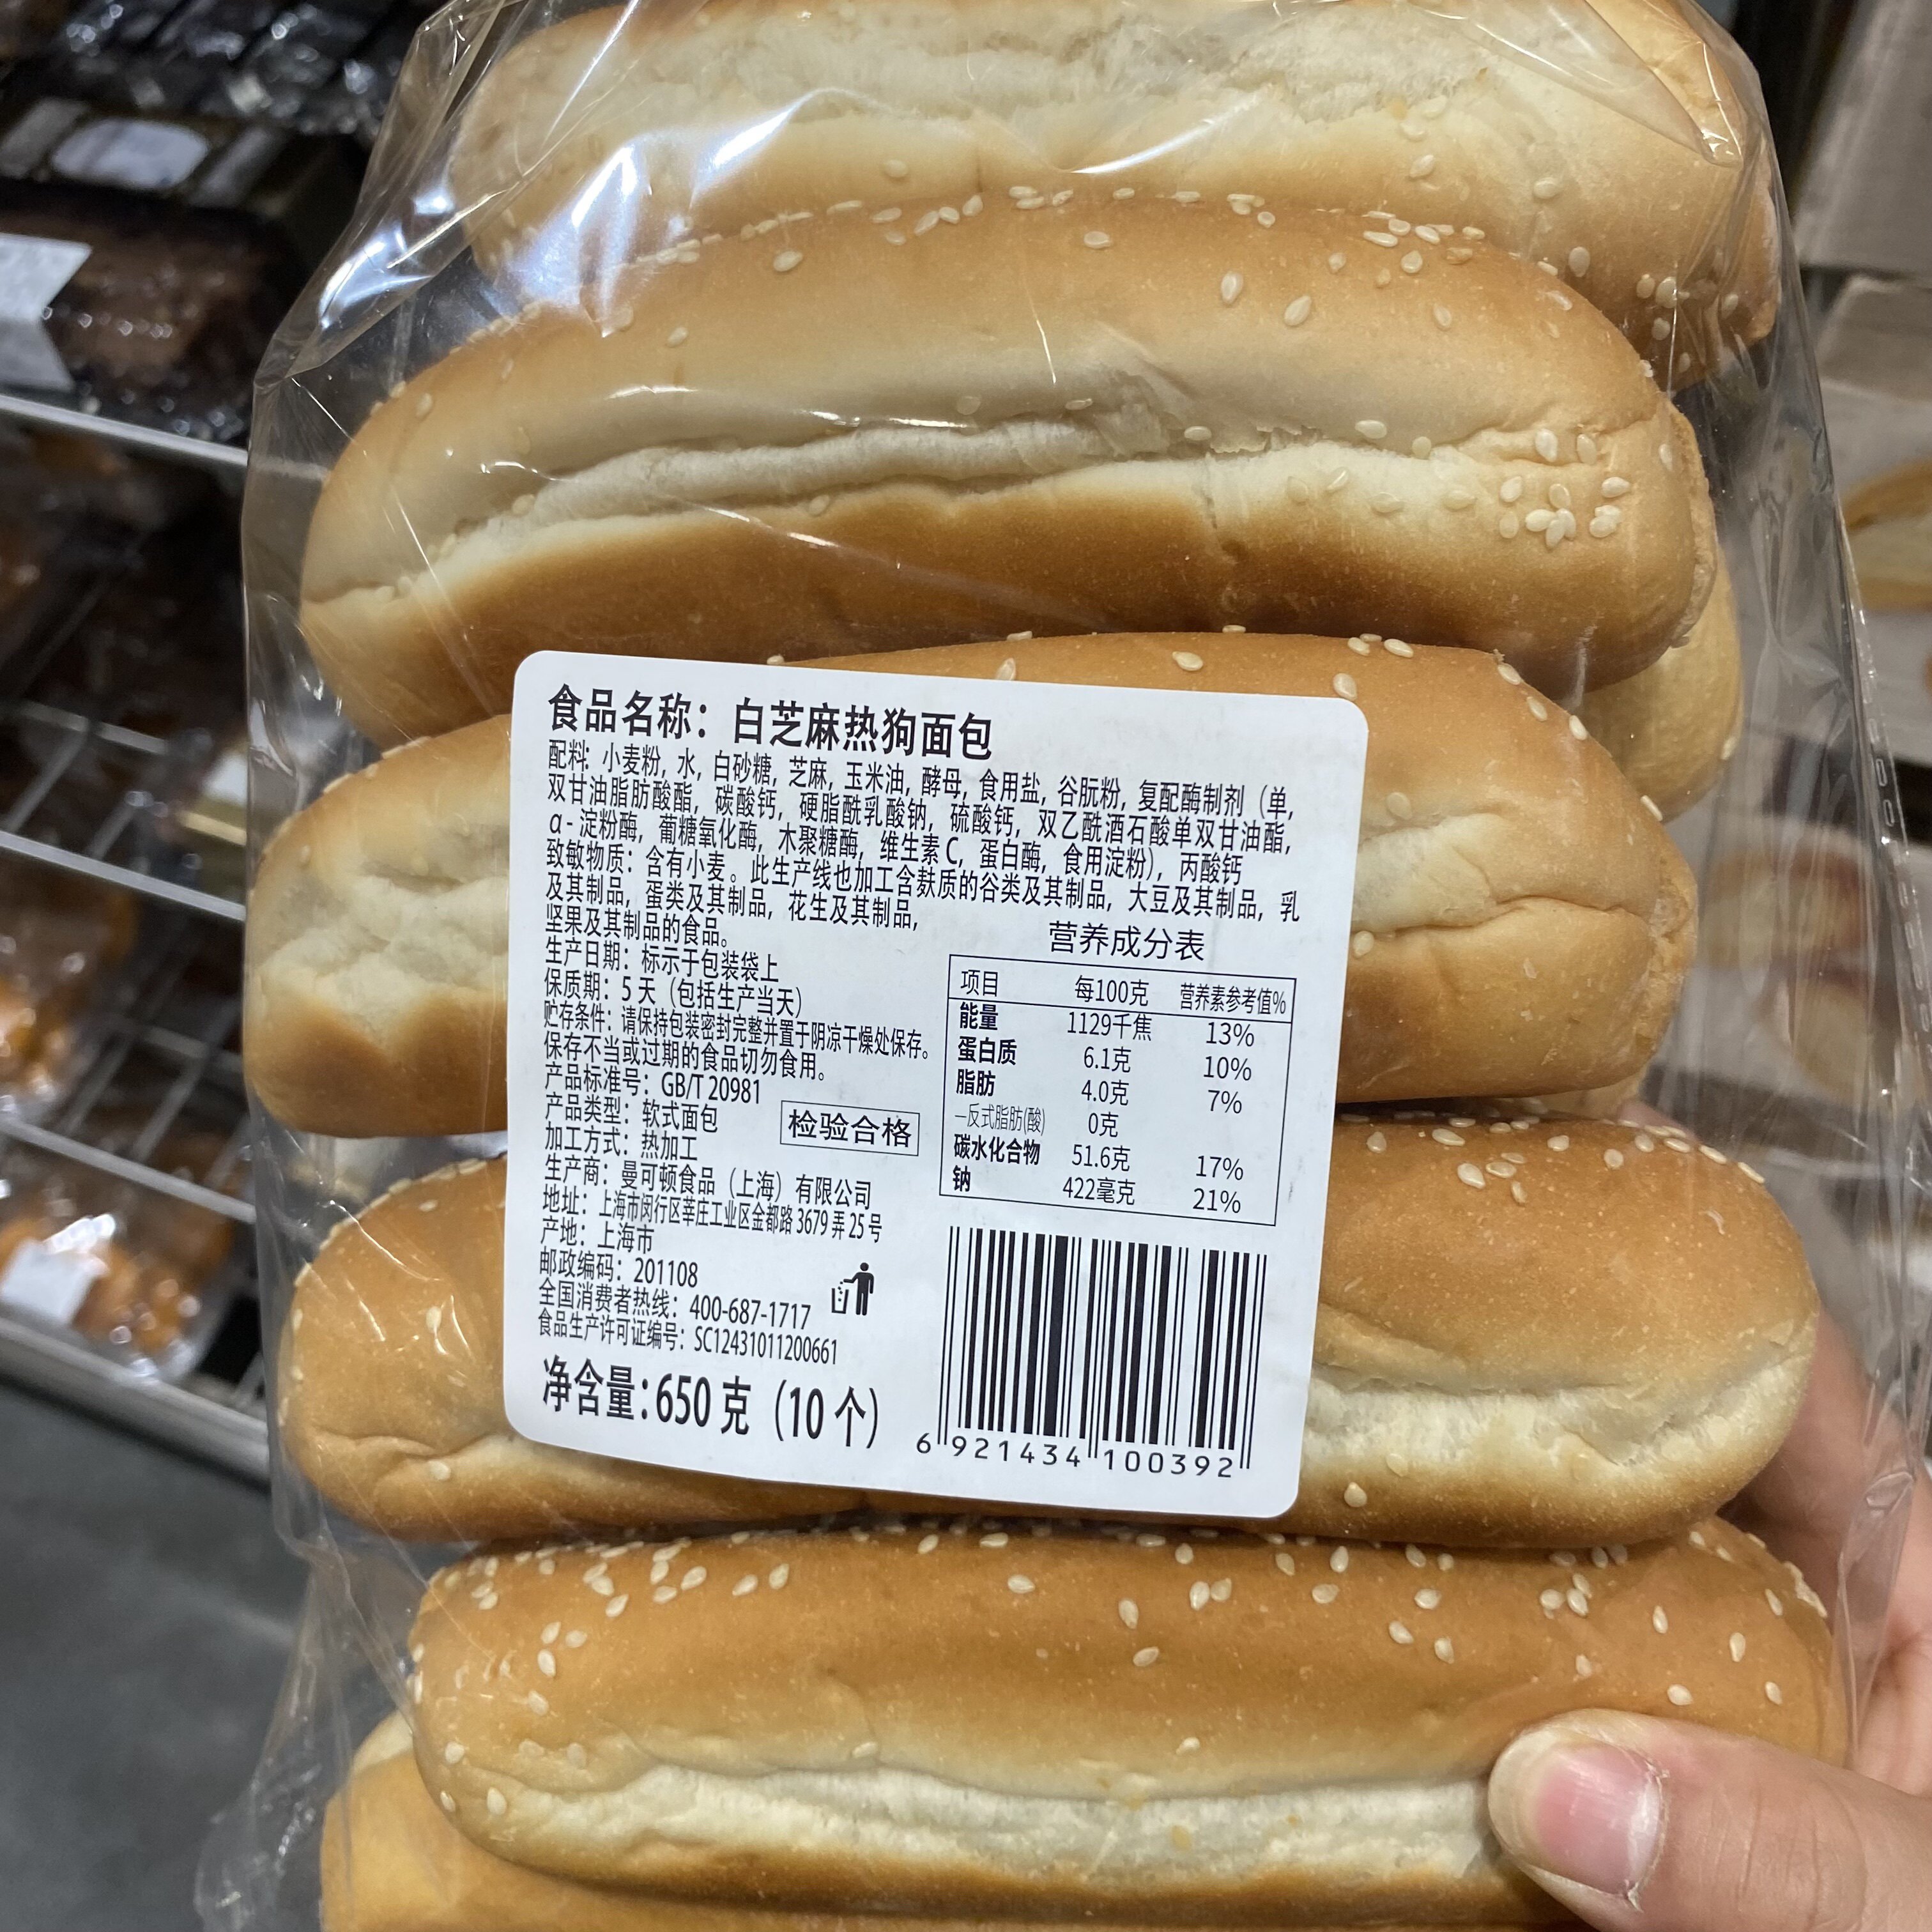 食品名称：白芝麻热狗面包
配料: 小麦粉, 水, 白砂糖, 芝麻, 玉米油, 酵母, 食用盐, 谷朊粉, 复配酶制剂（单,
双甘油脂肪酸酯, 碳酸钙, 硬脂酰乳酸钠, 硫酸钙, 双乙酰酒石酸单双甘油酯,
α- 淀粉酶, 葡糖氧化酶, 木聚糖酶, 维生素 C, 蛋白酶, 食用淀粉）, 丙酸钙
致敏物质：含有小麦。此生产线也加工含麸质的谷类及其制品, 大豆及其制品, 乳
及其制品, 蛋类及其制品, 花生及其制品,
坚果及其制品的食品。
生产日期：标示于包装袋上
保质期：5 天（包括生产当天）
贮存条件：请保持包装密封完整并置于阴凉干燥处保存。
保存不当或过期的食品切勿食用。
产品标准号：GB/T 20981
产品类型：软式面包
加工方式：热加工
检验合格
生产商：曼可顿食品（上海）有限公司
地址：上海市闵行区莘庄工业区金都路 3679 弄 25 号
产地：上海市
邮政编码：201108
全国消费者热线：400-687-1717
食品生产许可证编号：SC12431011200661
净含量:650 克（10 个）
营养成分表
项目 每100克 营养素参考值%
能量 1129千焦 13%
蛋白质 6.1克 10%
脂肪 4.0克 7%
—反式脂肪(酸) 0克
碳水化合物 51.6克 17%
钠 422毫克 21%
6 921434 100392